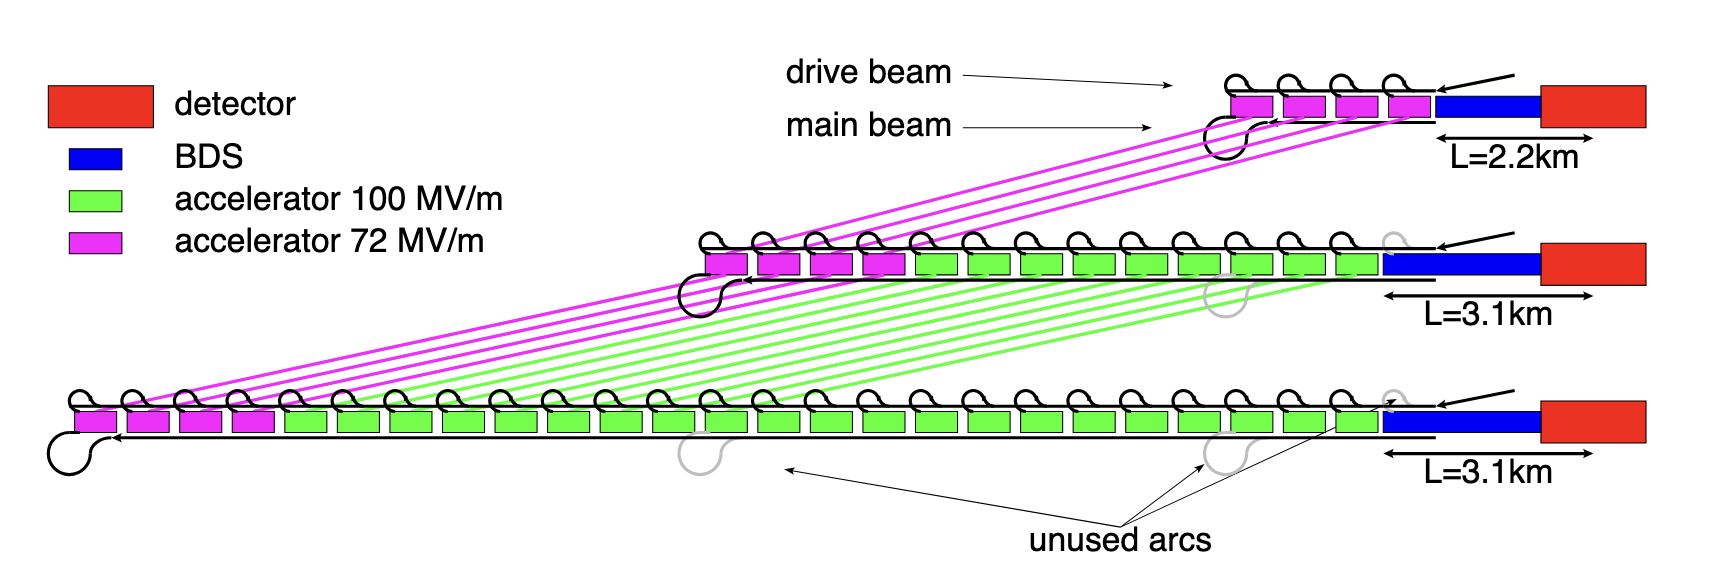 drive beam
main beam
detector
BDS
accelerator 100 MV/m
accelerator 72 MV/m
L=2.2km
L=3.1km
L=3.1km
unused arcs